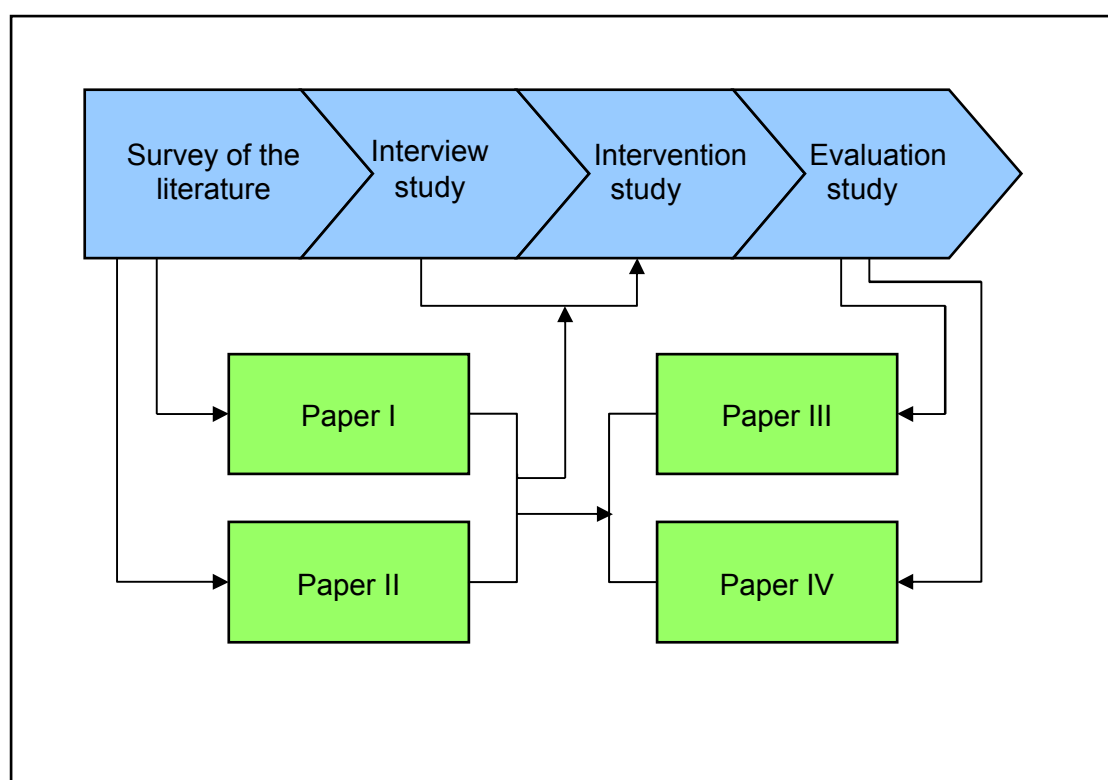 Survey of the
literature
Interview
study
Intervention
study
Evaluation
study
Paper I
Paper III
Paper II
Paper IV